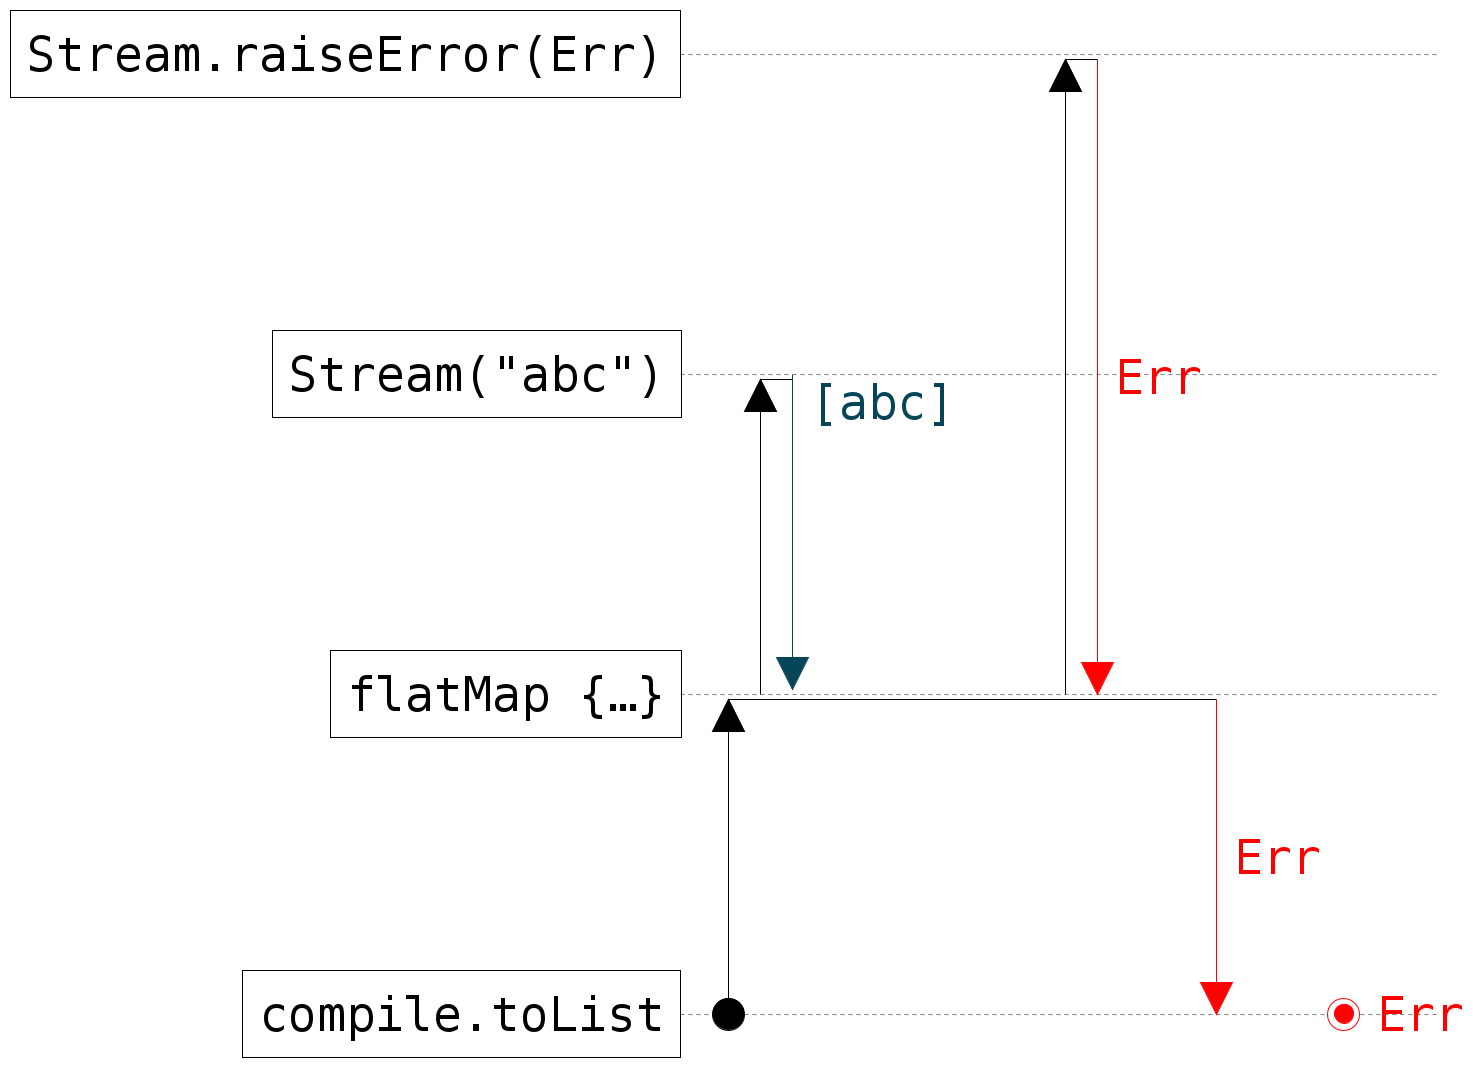 Stream.raiseError(Err)
Stream("abc")
[abc]
Err
flatMap {…}
Err
compile.toList
Err